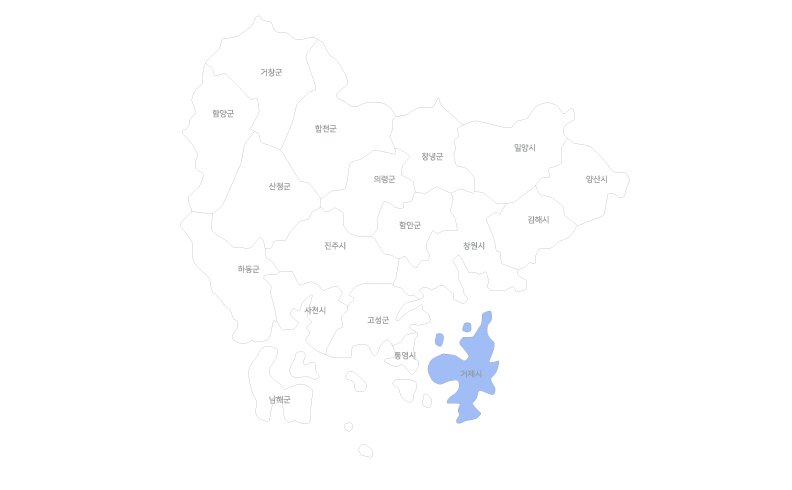 거창군
함양군
합천군
창녕군
밀양시
산청군
의령군
양산시
함안군
김해시
진주시
창원시
하동군
사천시
고성군
통영시
거제시
남해군